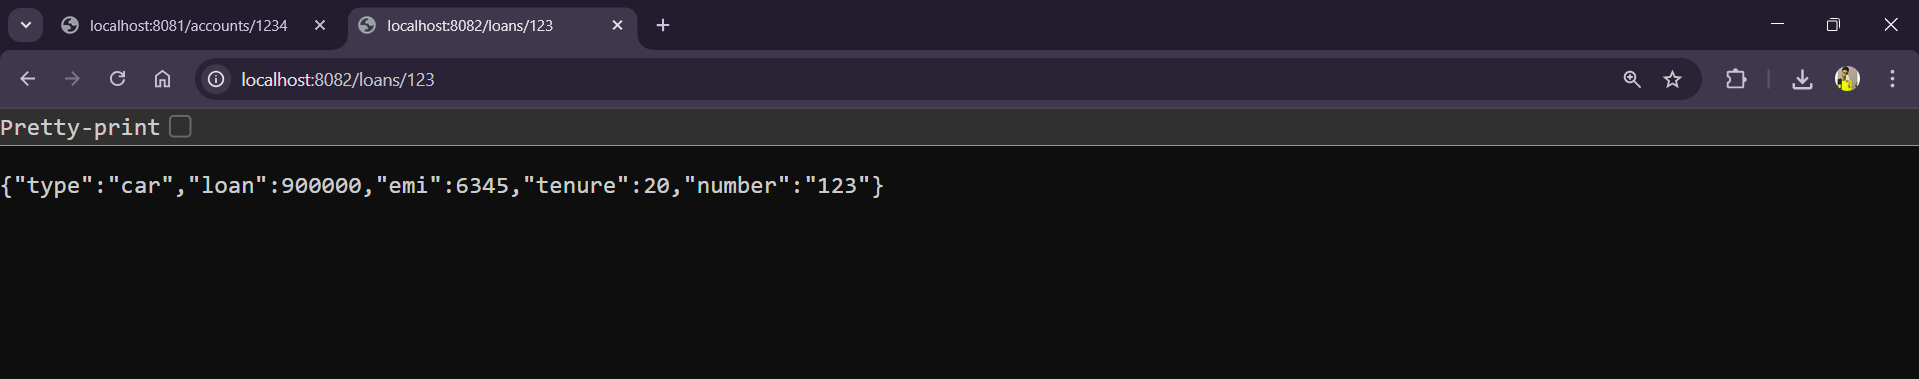 localhost:8081/accounts/1234
localhost:8082/loans/123
localhost:8082/loans/123
Pretty-print
{"type":"car","loan":900000,"emi":6345,"tenure":20,"number":"123"}